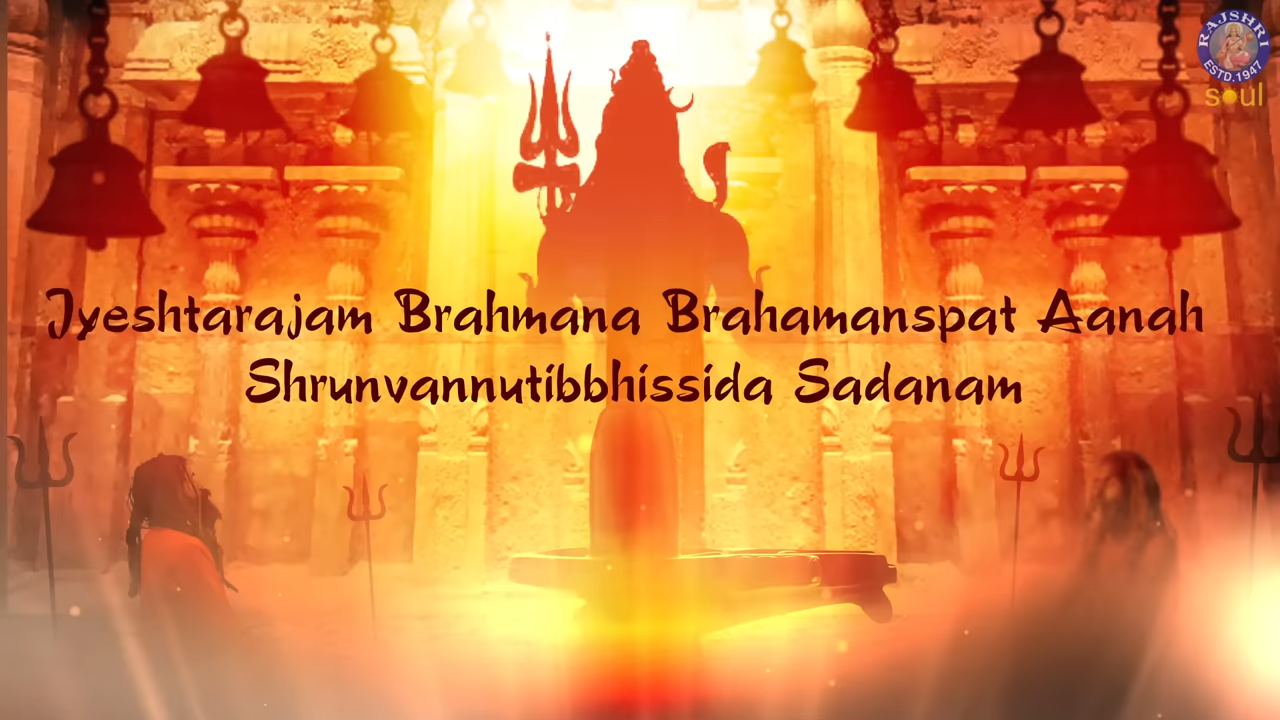 Jyeshtarajam Brahmana Brahamanspat Aanah
Shrunvannutibbhissida Sadanam
RAJSHRI
ESTD.1947
soul